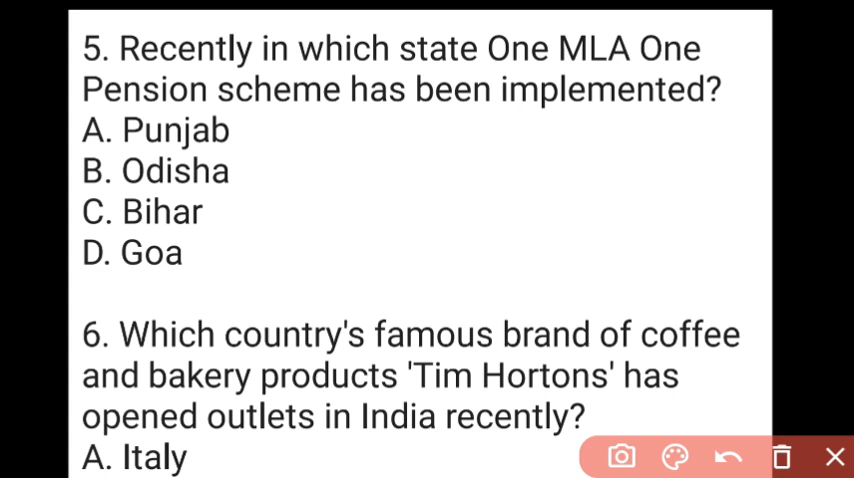 5. Recently in which state One MLA One
Pension scheme has been implemented?
A. Punjab
B. Odisha
C. Bihar
D. Goa
6. Which country's famous brand of coffee
and bakery products 'Tim Hortons' has
opened outlets in India recently?
A. Italy